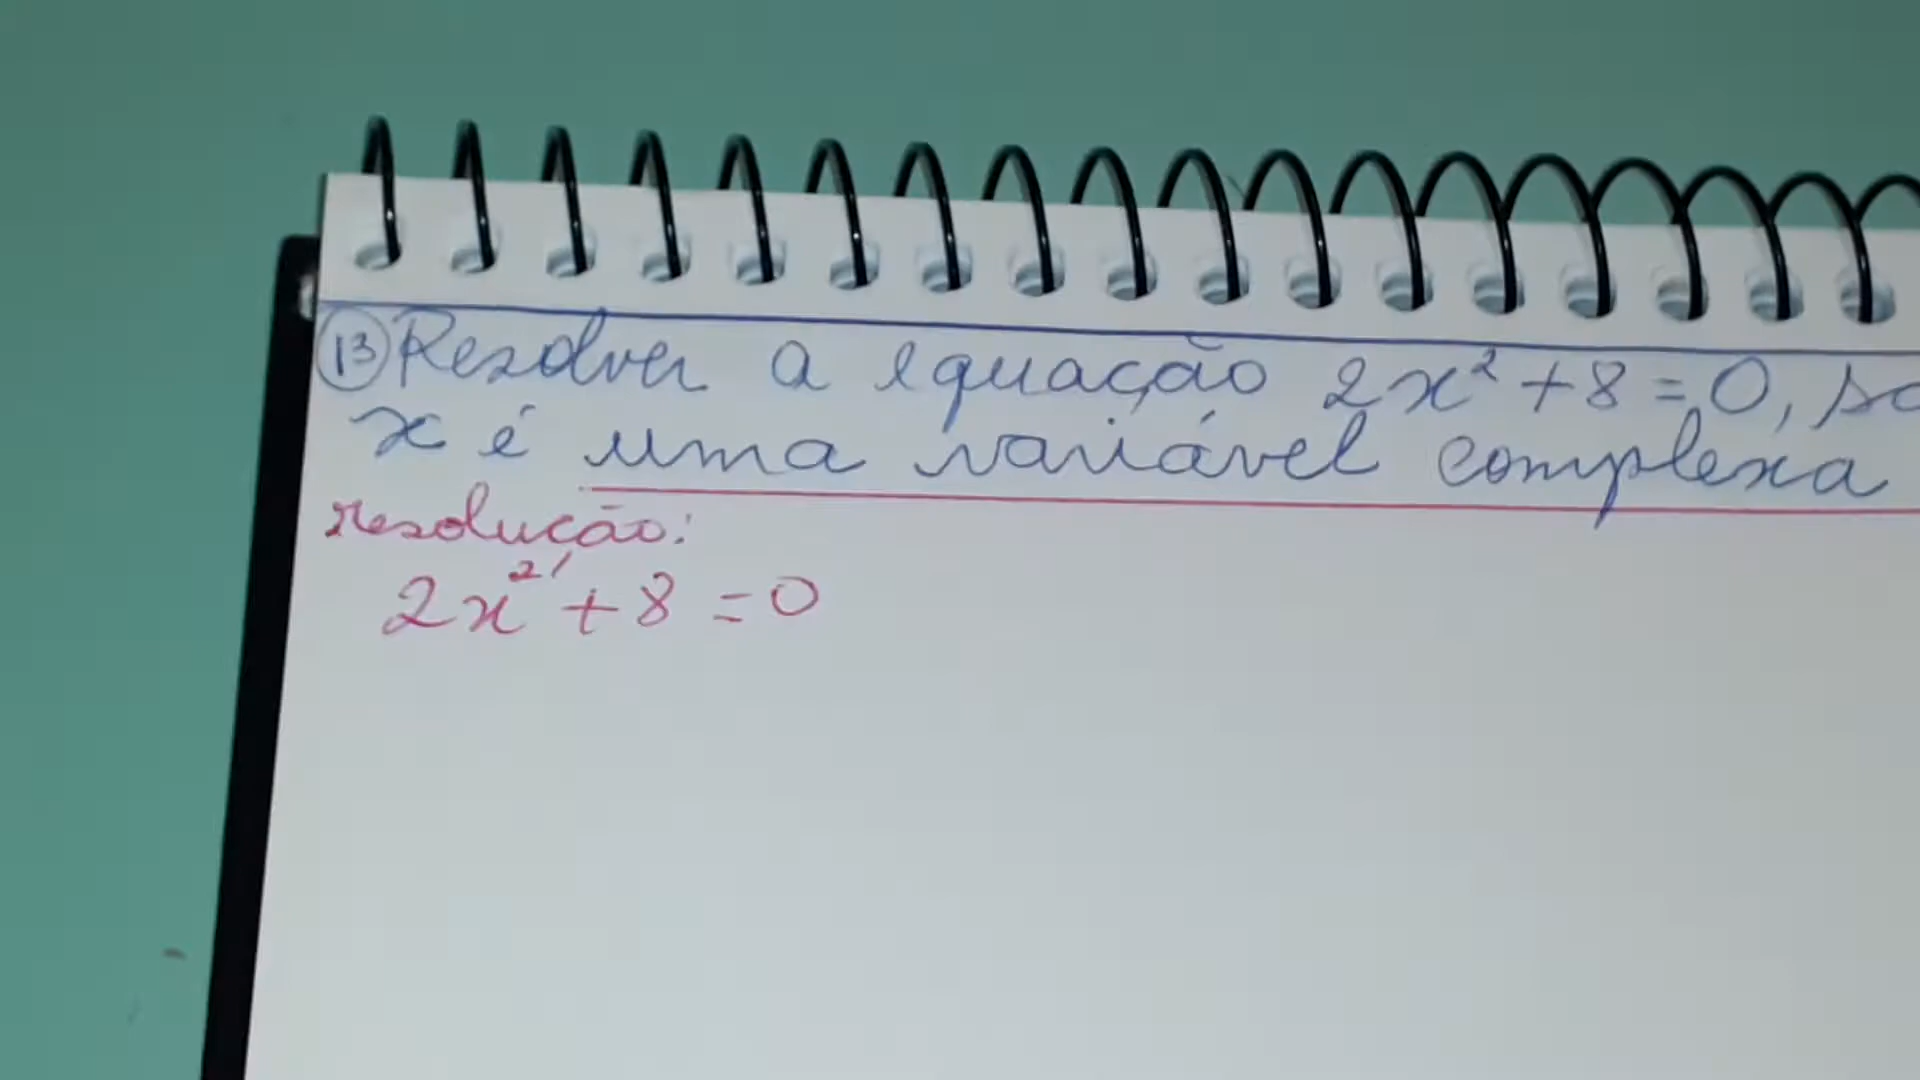 13 Resolver a equação 2x² + 8 = 0,
x é uma variável complexa
resolução:
2x² + 8 = 0